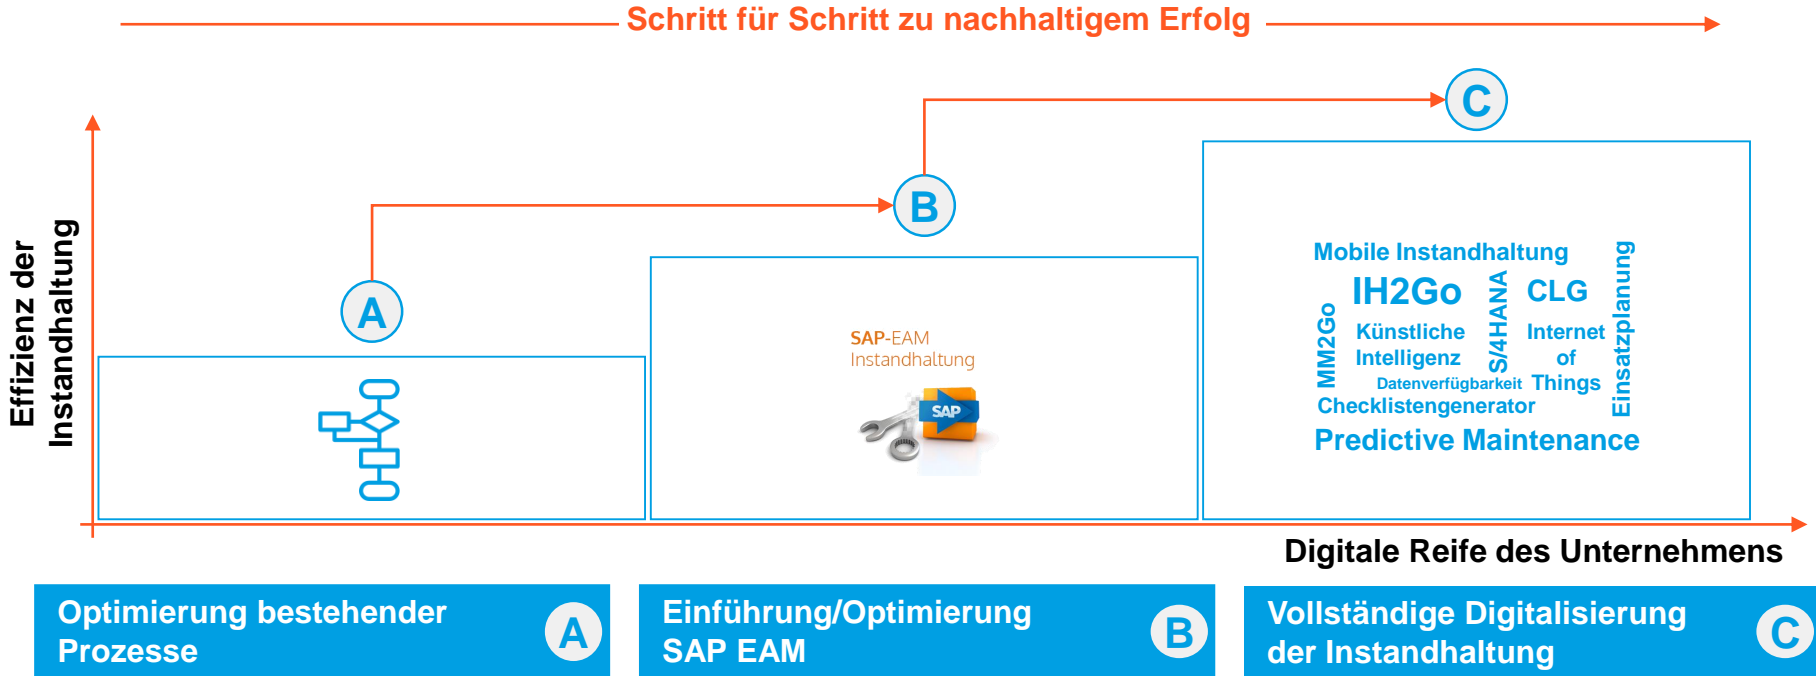 Schritt für Schritt zu nachhaltigem Erfolg
C
B
A
Effizienz der
Instandhaltung
SAP-EAM
Instandhaltung
SAP
Mobile Instandhaltung
IH2Go
CLG
MM2Go
S/4HANA
Einsatzplanung
Künstliche
Intelligenz
Internet
of
Things
Datenverfügbarkeit
Checklistengenerator
Predictive Maintenance
Digitale Reife des Unternehmens
Optimierung bestehender
Prozesse
A
Einführung/Optimierung
SAP EAM
B
Vollständige Digitalisierung
der Instandhaltung
C